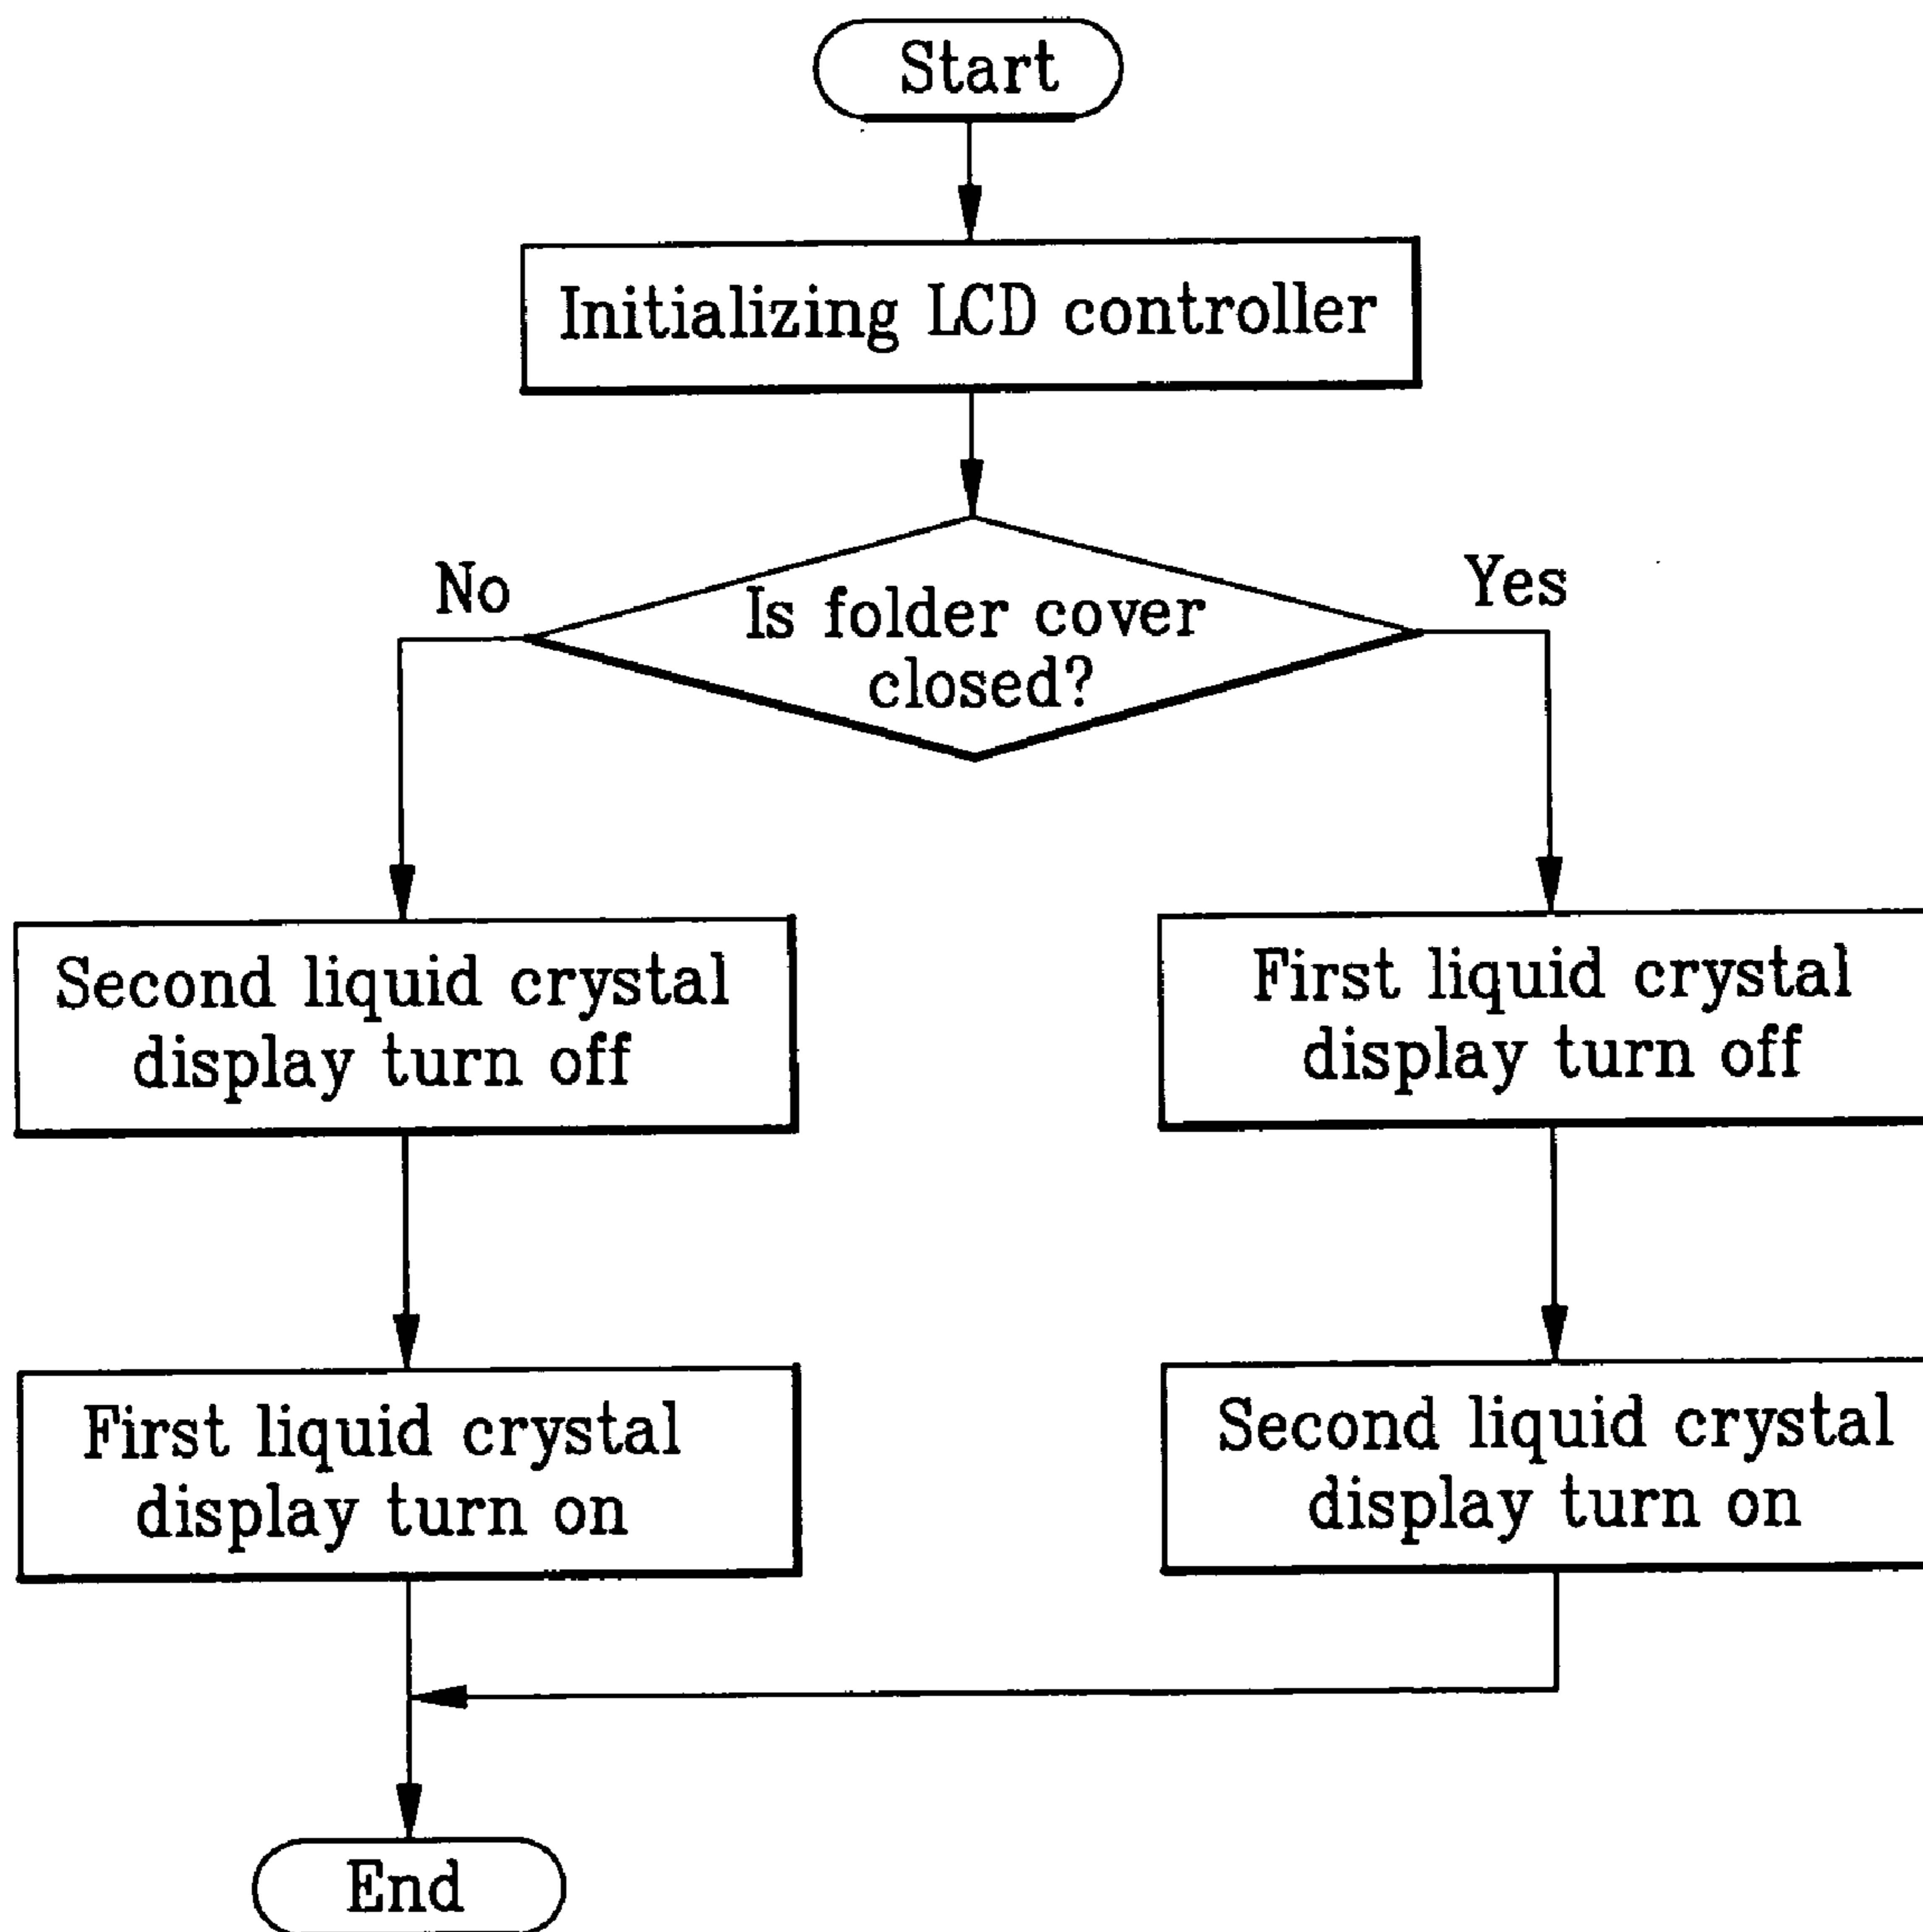 Start
Initializing LCD controller
No
Yes
Is folder cover
closed?
Second liquid crystal
display turn off
First liquid crystal
display turn off
First liquid crystal
display turn on
Second liquid crystal
display turn on
End